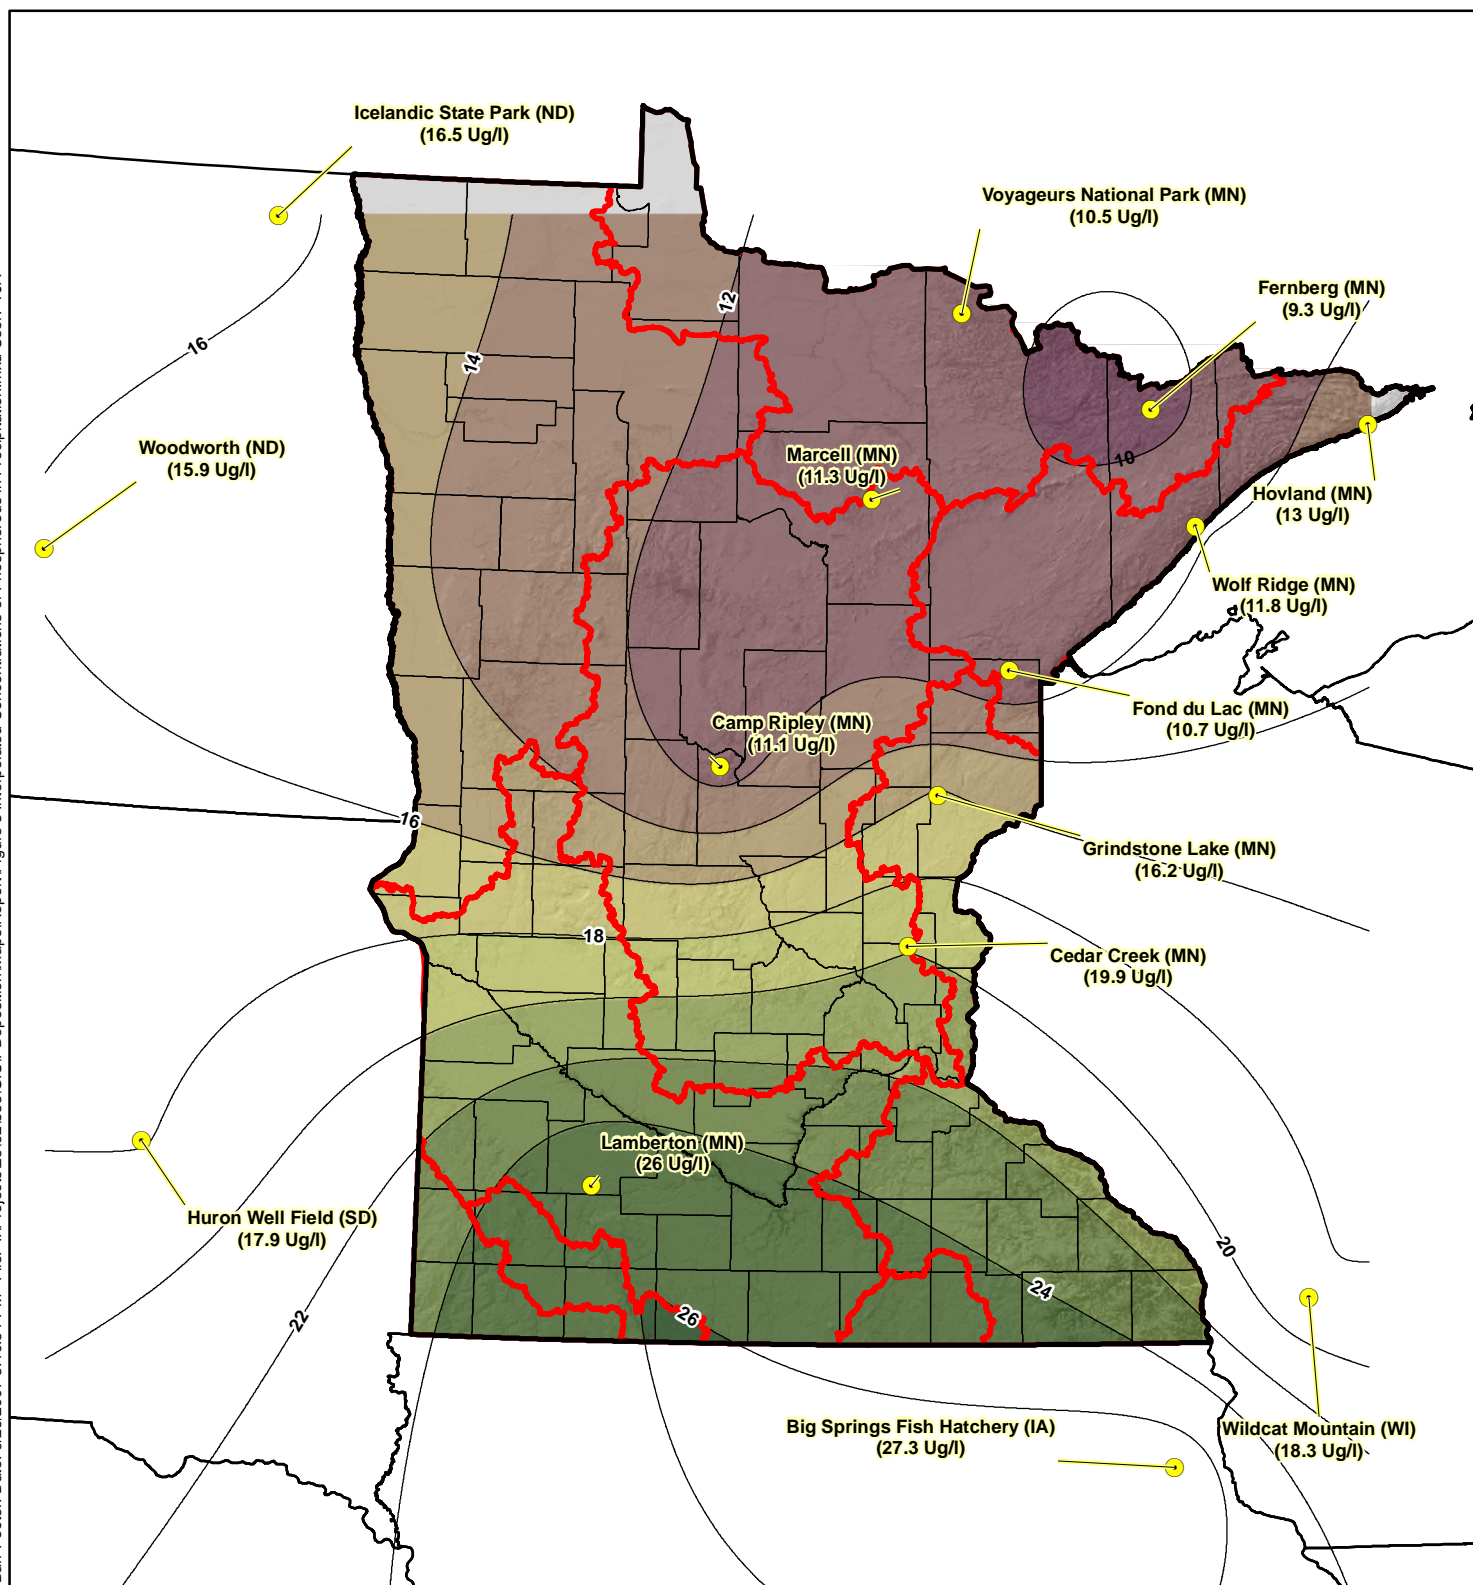 Icelandic State Park (ND)
(16.5 Ug/l)
Voyageurs National Park (MN)
(10.5 Ug/l)
Fernberg (MN)
(9.3 Ug/l)
12
16
14
Woodworth (ND)
(15.9 Ug/l)
Marcell (MN)
(11.3 Ug/l)
10
Hovland (MN)
(13 Ug/l)
Wolf Ridge (MN)
(11.8 Ug/l)
Fond du Lac (MN)
(10.7 Ug/l)
Camp Ripley (MN)
(11.1 Ug/l)
16
Grindstone Lake (MN)
(16.2 Ug/l)
18
Cedar Creek (MN)
(19.9 Ug/l)
Lamberton (MN)
(26 Ug/l)
Huron Well Field (SD)
(17.9 Ug/l)
20
24
22
26
Big Springs Fish Hatchery (IA)
(27.3 Ug/l)
Wildcat Mountain (WI)
(18.3 Ug/l)